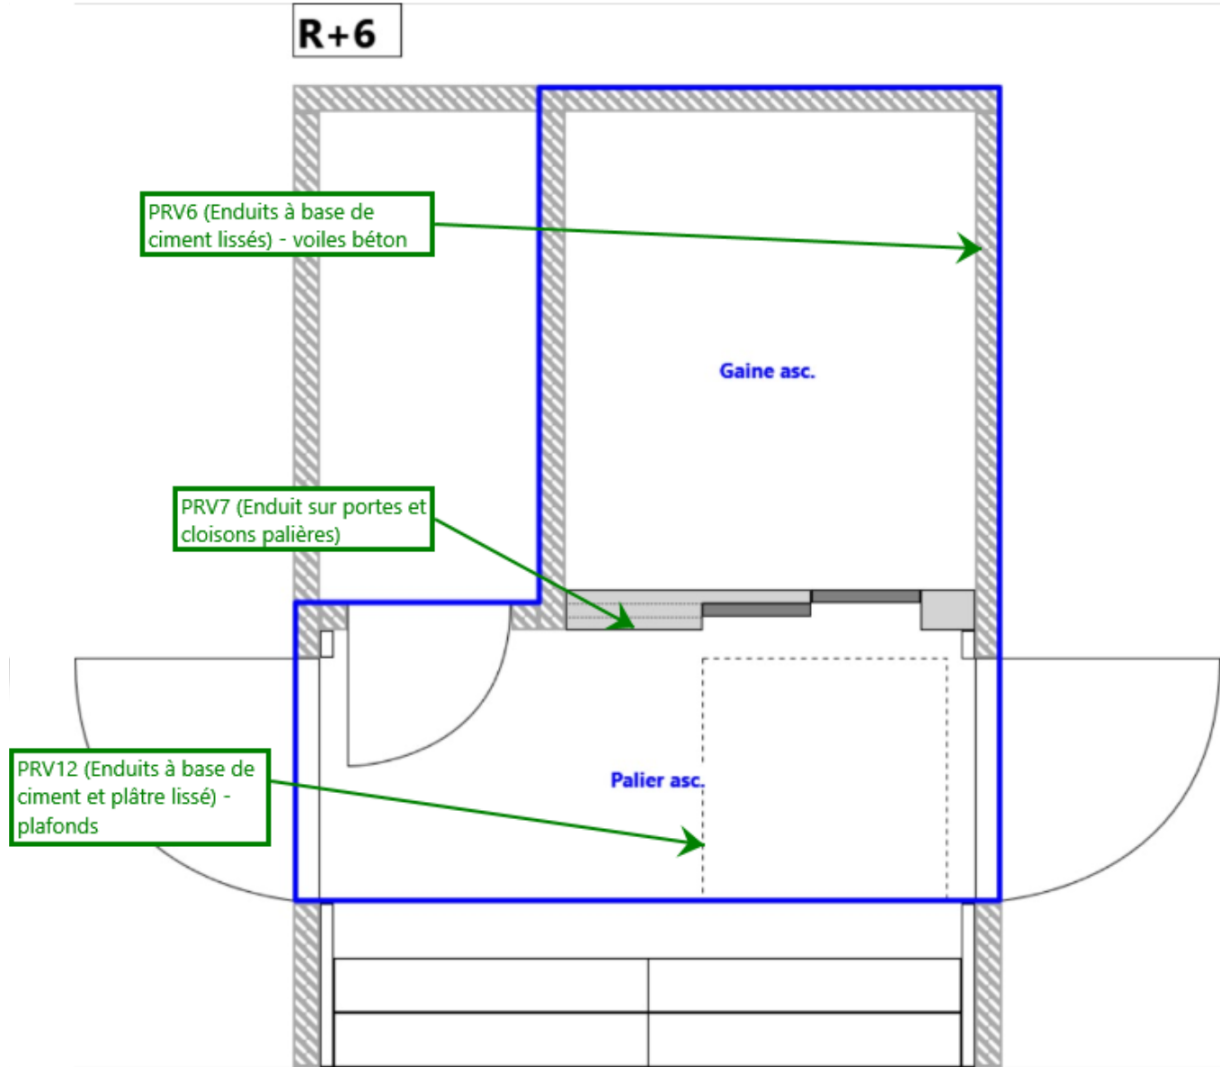 R+6
PRV6 (Enduits à base de
ciment lissés) - voiles béton
Gaine asc.
PRV7 (Enduit sur portes et
cloisons palières)
PRV12 (Enduits à base de
ciment et plâtre lissé) -
plafonds
Palier asc.